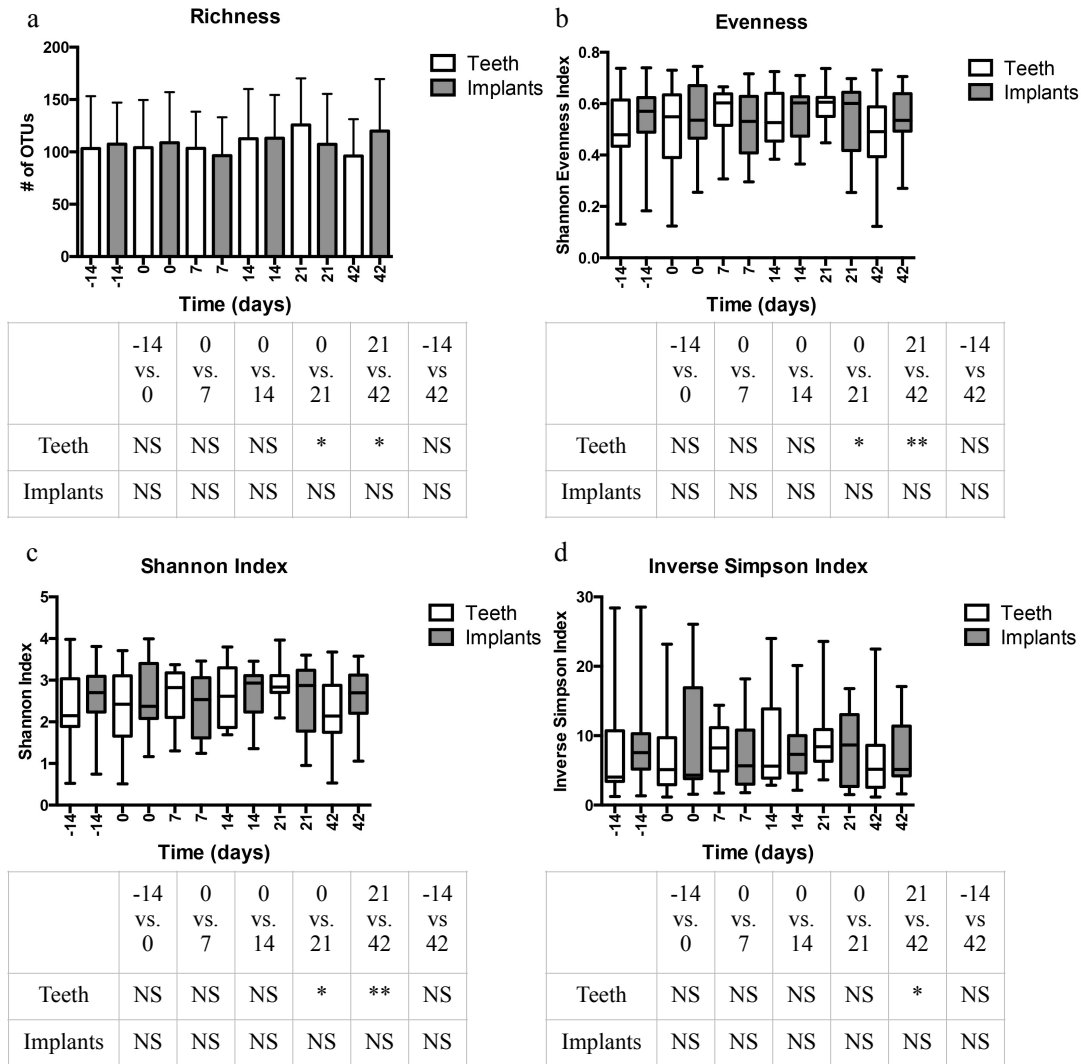 a
Richness
200
150
100
50
0
# of OTUs
-14 -14 0 0 7 7 14 14 21 21 42 42
Time (days)
Teeth
Implants
-14 vs. 0 0 vs. 7 0 vs. 14 0 vs. 21 21 vs. 42 -14 vs 42
Teeth NS NS NS * * NS
Implants NS NS NS NS NS NS
b
Evenness
0.8
0.6
0.4
0.2
0.0
Shannon Evenness Index
-14 -14 0 0 7 7 14 14 21 21 42 42
Time (days)
Teeth
Implants
-14 vs. 0 0 vs. 7 0 vs. 14 0 vs. 21 21 vs. 42 -14 vs 42
Teeth NS NS NS * ** NS
Implants NS NS NS NS NS NS
c
Shannon Index
5
4
3
2
1
0
Shannon Index
-14 -14 0 0 7 7 14 14 21 21 42 42
Time (days)
Teeth
Implants
-14 vs. 0 0 vs. 7 0 vs. 14 0 vs. 21 21 vs. 42 -14 vs 42
Teeth NS NS NS * ** NS
Implants NS NS NS NS NS NS
d
Inverse Simpson Index
30
20
10
0
Inverse Simpson Index
-14 -14 0 0 7 7 14 14 21 21 42 42
Time (days)
Teeth
Implants
-14 vs. 0 0 vs. 7 0 vs. 14 0 vs. 21 21 vs. 42 -14 vs 42
Teeth NS NS NS NS * NS
Implants NS NS NS NS NS NS